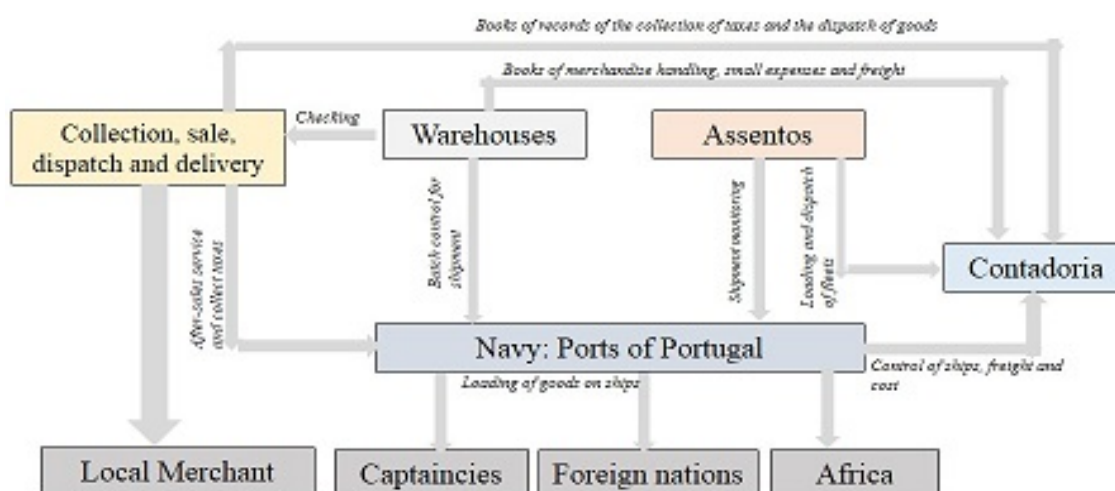 Books of records of the collection of taxes and the dispatch of goods
Books of merchandize handling, small expenses and freight
Collection, sale,
dispatch and delivery
Checking
Warehouses
Assentos
After-sales service
and collect taxes
Batch control for
shipment
Shipment monitoring
Loading and dispatch
of fleets
Contadoria
Navy: Ports of Portugal
Loading of goods on ships
Control of ships, freight and
cost
Local Merchant
Captaincies
Foreign nations
Africa